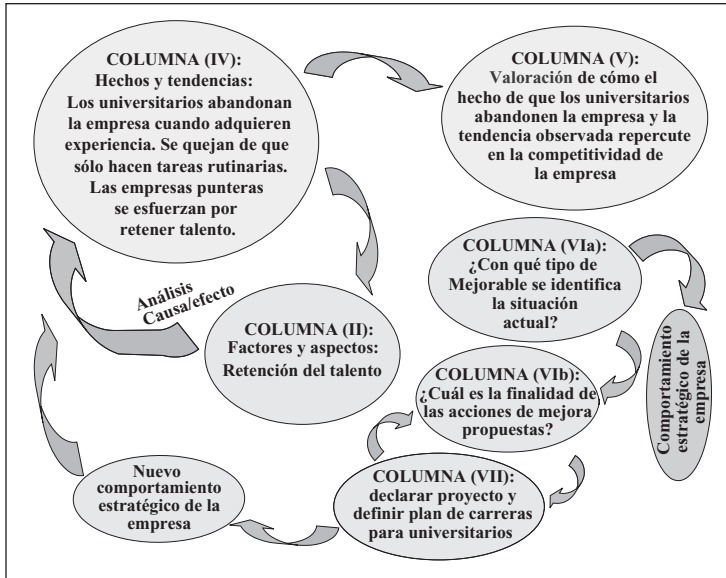 COLUMNA (IV):
Hechos y tendencias:
Los universitarios abandonan
la empresa cuando adquieren
experiencia. Se quejan de que
sólo hacen tareas rutinarias.
Las empresas punteras
se esfuerzan por
retener talento.
COLUMNA (V):
Valoración de cómo el
hecho de que los universitarios
abandonen la empresa y la
tendencia observada repercute
en la competitividad de
la empresa
COLUMNA (VIa):
¿Con qué tipo de
Mejorable se identifica
la situación
actual?
Análisis
Causa/efecto
COLUMNA (II):
Factores y aspectos:
Retención del talento
COLUMNA (VIb):
¿Cuál es la finalidad de
las acciones de mejora
propuestas?
Comportamiento
estratégico de la
empresa
Nuevo
comportamiento
estratégico de la
empresa
COLUMNA (VII):
declarar proyecto y
definir plan de carreras
para universitarios